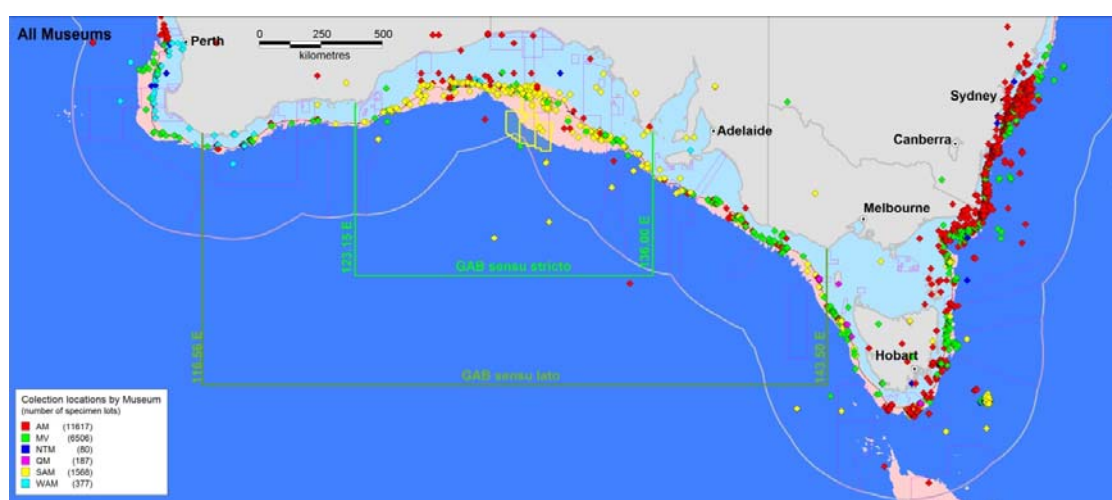 All Museums
Perth
0 250 500
kilometres
Sydney
Adelaide
Canberra
Melbourne
123.15 E
136.00 E
GAB sensu stricto
116.50 E
143.50 E
GAB sensu lato
Hobart
Colection locations by Museum
(number of specimen lots)
AM (11617)
MV (6506)
NTM (80)
QM (187)
SAM (1568)
WAM (377)